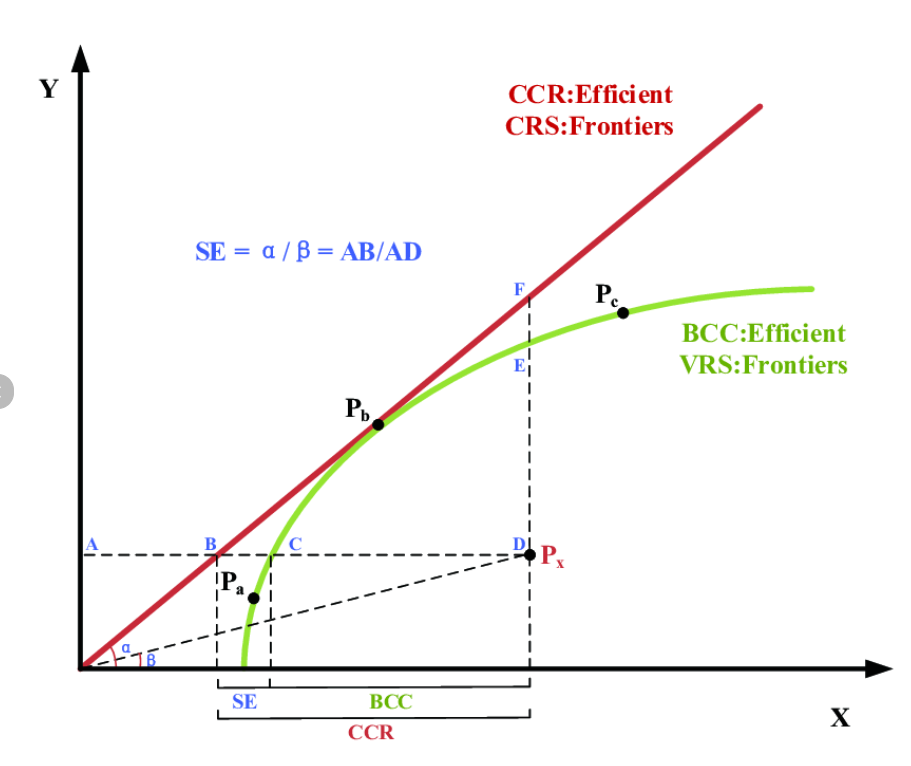 Y
CCR:Efficient
CRS:Frontiers
SE = α / β = AB/AD
F
Pc
BCC:Efficient
VRS:Frontiers
E
Pb
A
B
C
D
Px
Pa
α
β
SE
BCC
X
CCR